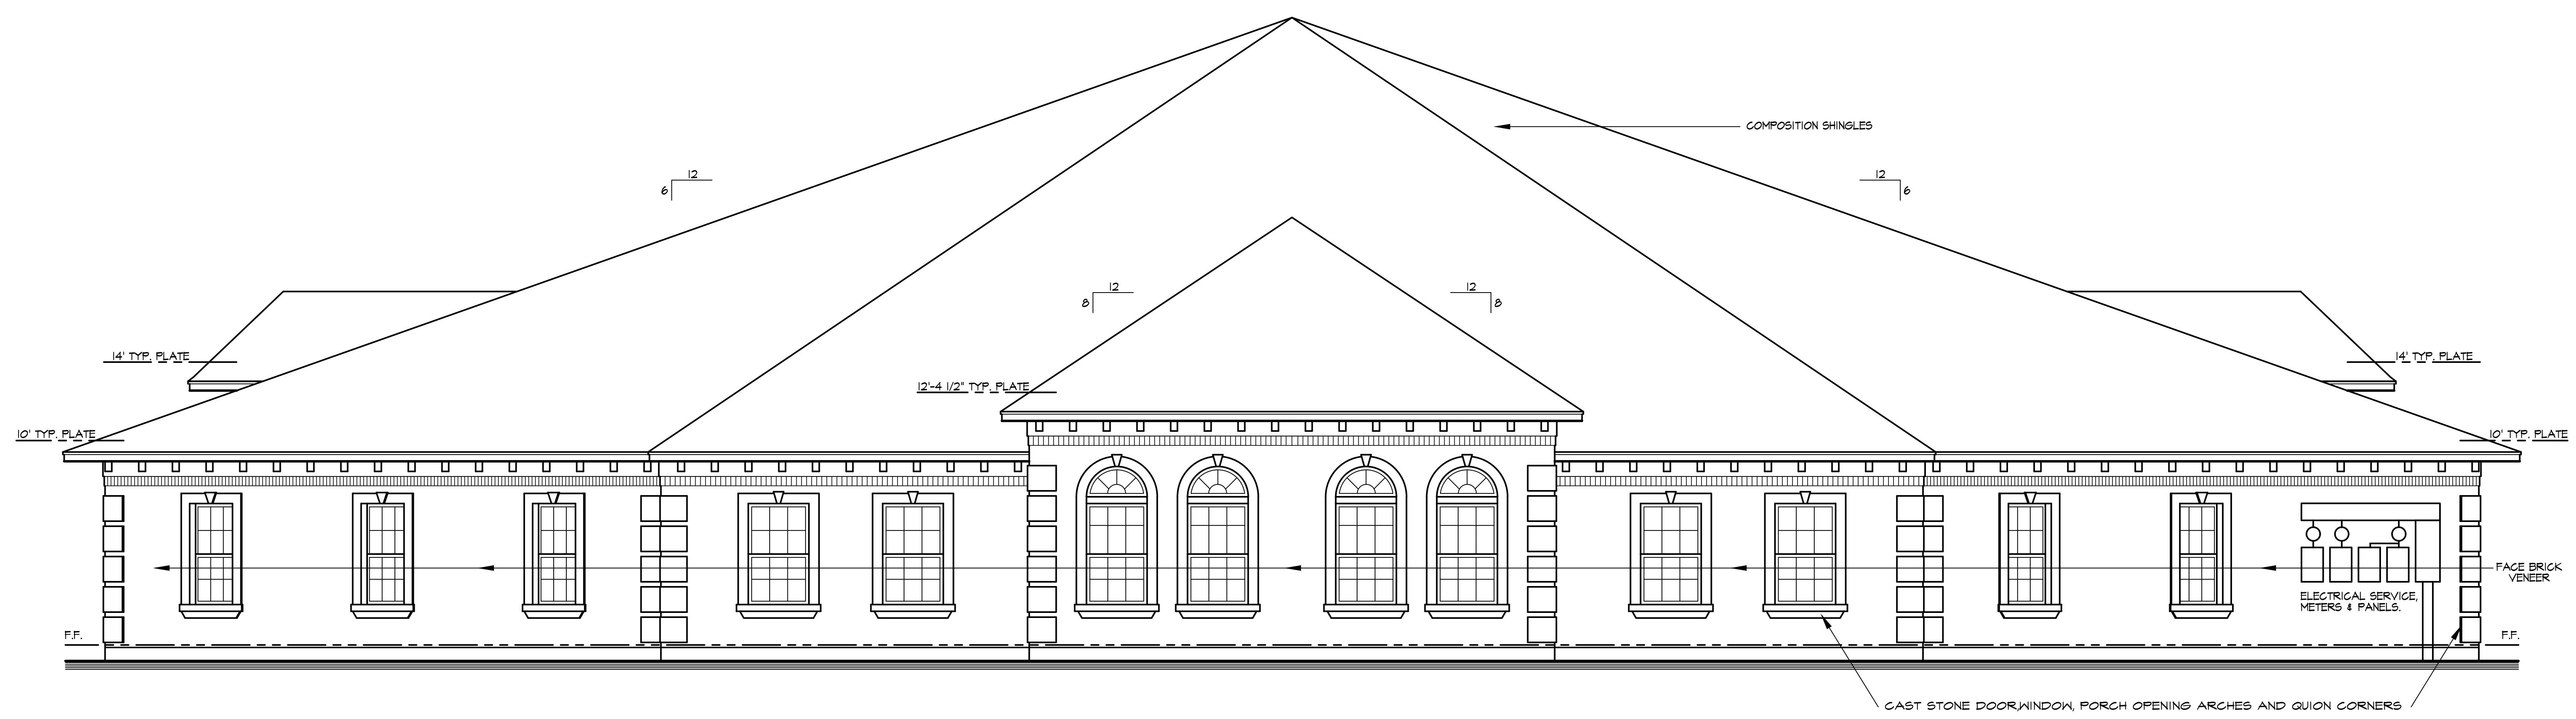 COMPOSITION SHINGLES
12
6
12
6
12
8
12
8
14' TYP. PLATE
14' TYP. PLATE
12'-4 1/2" TYP. PLATE
10' TYP. PLATE
10' TYP. PLATE
FACE BRICK
VENEER
ELECTRICAL SERVICE,
METERS & PANELS.
F.F.
F.F.
CAST STONE DOOR,WINDOW, PORCH OPENING ARCHES AND QUION CORNERS